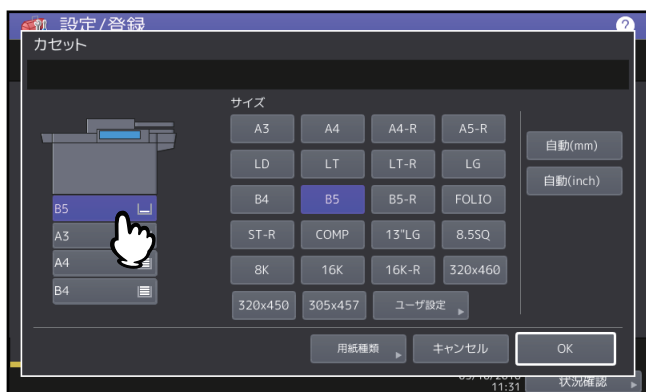 設定/登録
?
カセット
サイズ
A3 A4 A4-R A5-R
自動(mm)
LD LT LT-R LG
自動(inch)
B4 B5 B5-R FOLIO
ST-R COMP 13"LG 8.5SQ
8K 16K 16K-R 320x460
320x450 305x457 ユーザ設定
B5
A3
A4
B4
用紙種類 キャンセル OK
11:31
状況確認